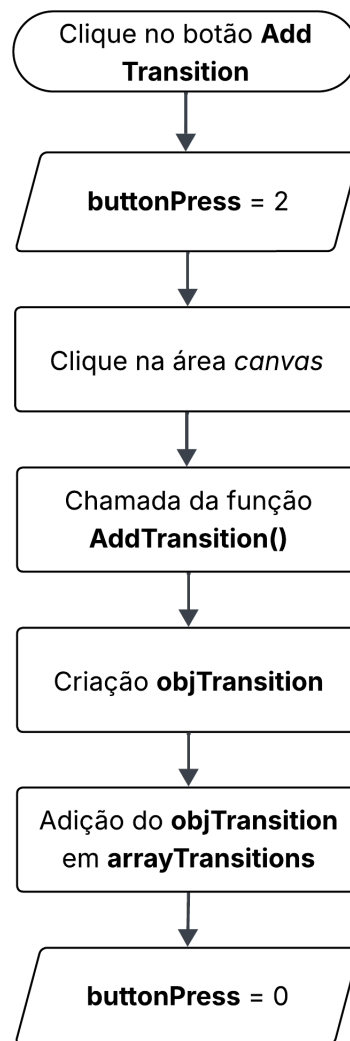 Clique no botão Add
Transition
buttonPress = 2
Clique na área canvas
Chamada da função
AddTransition()
Criação objTransition
Adição do objTransition
em arrayTransitions
buttonPress = 0